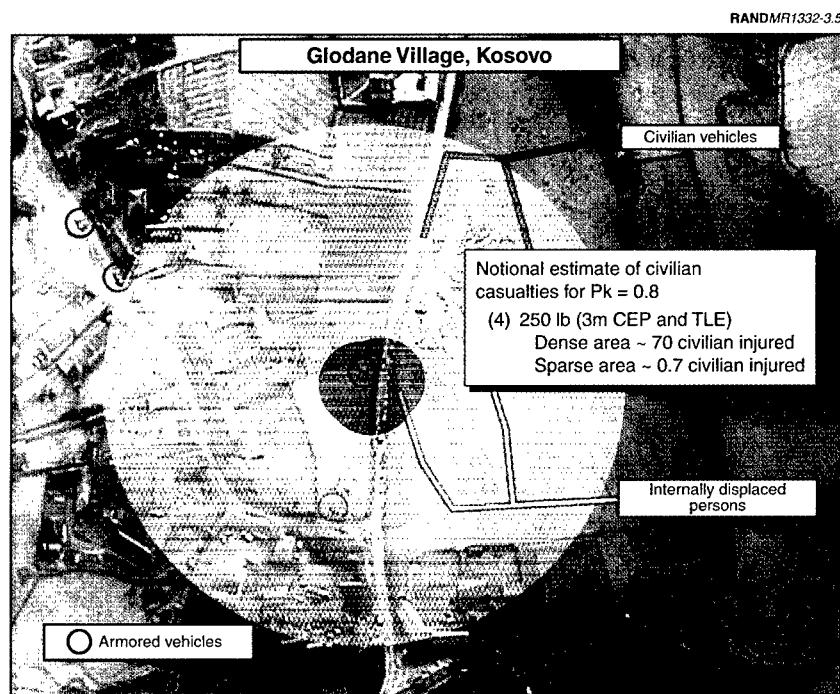 RANDMR1332-3.5
Glodane Village, Kosovo
Civilian vehicles
Notional estimate of civilian
casualties for Pk = 0.8
(4) 250 lb (3m CEP and TLE)
Dense area ~ 70 civilian injured
Sparse area ~ 0.7 civilian injured
Internally displaced
persons
Armored vehicles